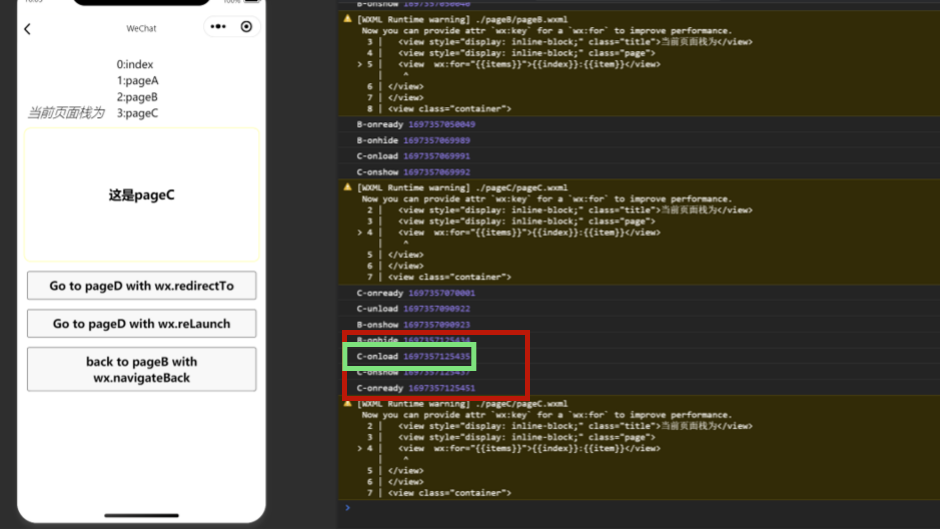 WeChat
0:index
1:pageA
2:pageB
当前页面栈为 3:pageC
这是pageC
Go to pageD with wx.redirectTo
Go to pageD with wx.reLaunch
back to pageB with
wx.navigateBack
B-onshow 1697357050040
[WXML Runtime warning] ./pageB/pageB.wxml
Now you can provide attr `wx:key` for a `wx:for` to improve performance.
3 | <view style="display: inline-block;" class="title">当前页面栈为</view>
4 | <view style="display: inline-block;" class="page">
> 5 | <view wx:for="{{items}}">{{index}}:{{item}}</view>
| ^
6 | </view>
7 | </view>
8 | <view class="container">
B-onready 1697357050049
B-onhide 1697357069989
C-onload 1697357069991
C-onshow 1697357069992
[WXML Runtime warning] ./pageC/pageC.wxml
Now you can provide attr `wx:key` for a `wx:for` to improve performance.
2 | <view style="display: inline-block;" class="title">当前页面栈为</view>
3 | <view style="display: inline-block;" class="page">
> 4 | <view wx:for="{{items}}">{{index}}:{{item}}</view>
| ^
5 | </view>
6 | </view>
7 | <view class="container">
C-onready 1697357070001
C-unload 1697357090922
B-onshow 1697357090923
B-onhide 1697357125434
C-onload 1697357125435
C-onshow 1697357125437
C-onready 1697357125451
[WXML Runtime warning] ./pageC/pageC.wxml
Now you can provide attr `wx:key` for a `wx:for` to improve performance.
2 | <view style="display: inline-block;" class="title">当前页面栈为</view>
3 | <view style="display: inline-block;" class="page">
> 4 | <view wx:for="{{items}}">{{index}}:{{item}}</view>
| ^
5 | </view>
6 | </view>
7 | <view class="container">
>